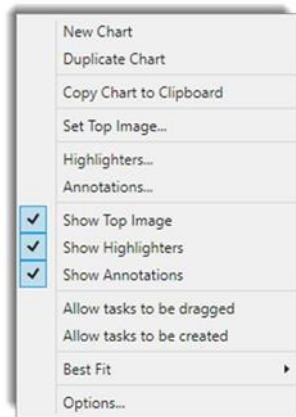 New Chart
Duplicate Chart
Copy Chart to Clipboard
Set Top Image...
Highlighters...
Annotations...
Show Top Image
Show Highlighters
Show Annotations
Allow tasks to be dragged
Allow tasks to be created
Best Fit
Options...